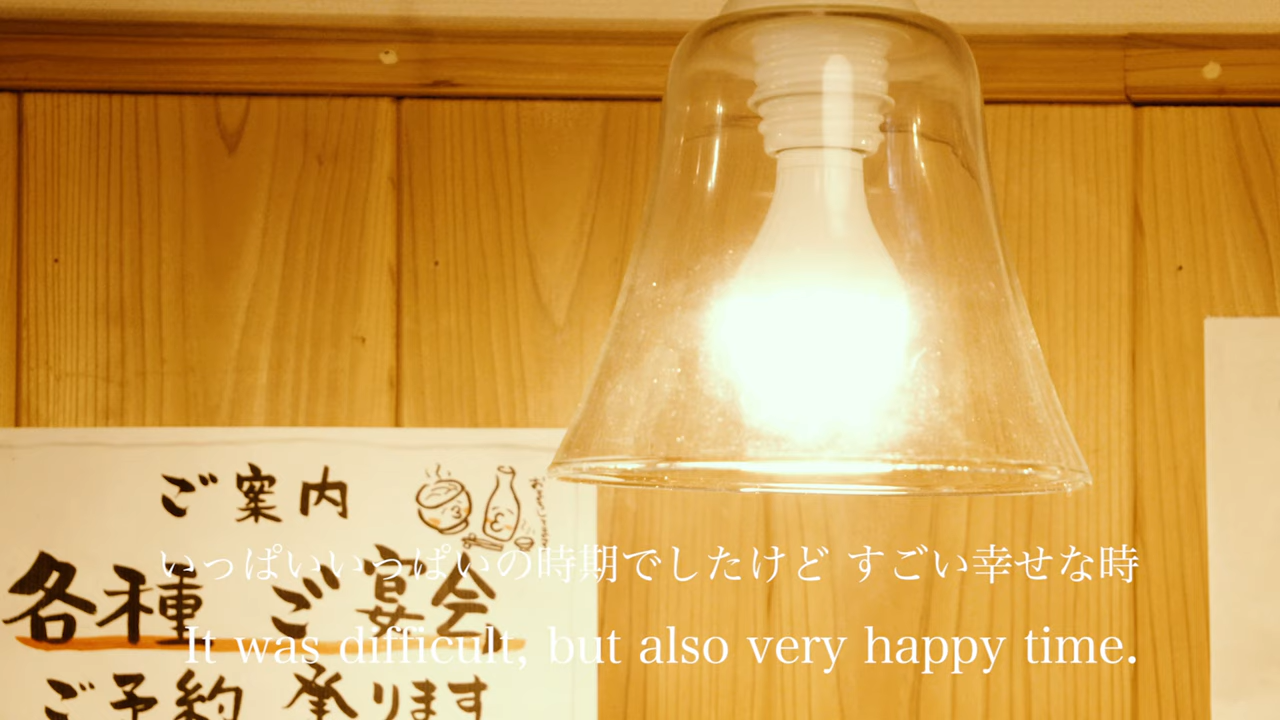 ご案内
各種 ご宴会
ご予約 承ります
いっぱいいっぱいの時期でしたけど すごい幸せな時
It was difficult, but also very happy time.